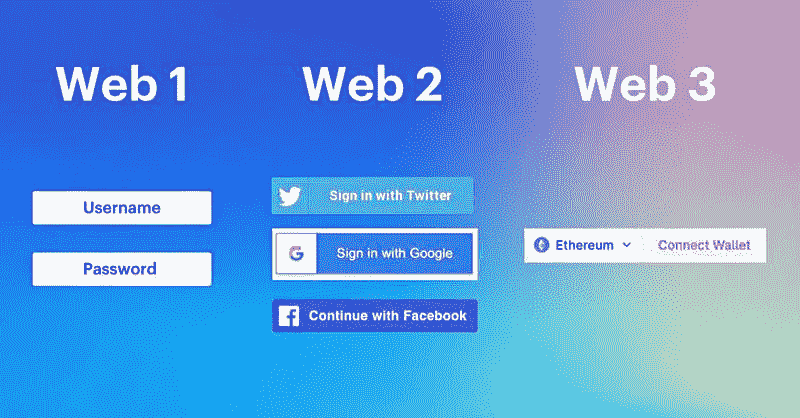 Web 1
Web 2
Web 3
Username
Password
Sign in with Twitter
G
Sign in with Google
f
Continue with Facebook
Ethereum
Connect Wallet